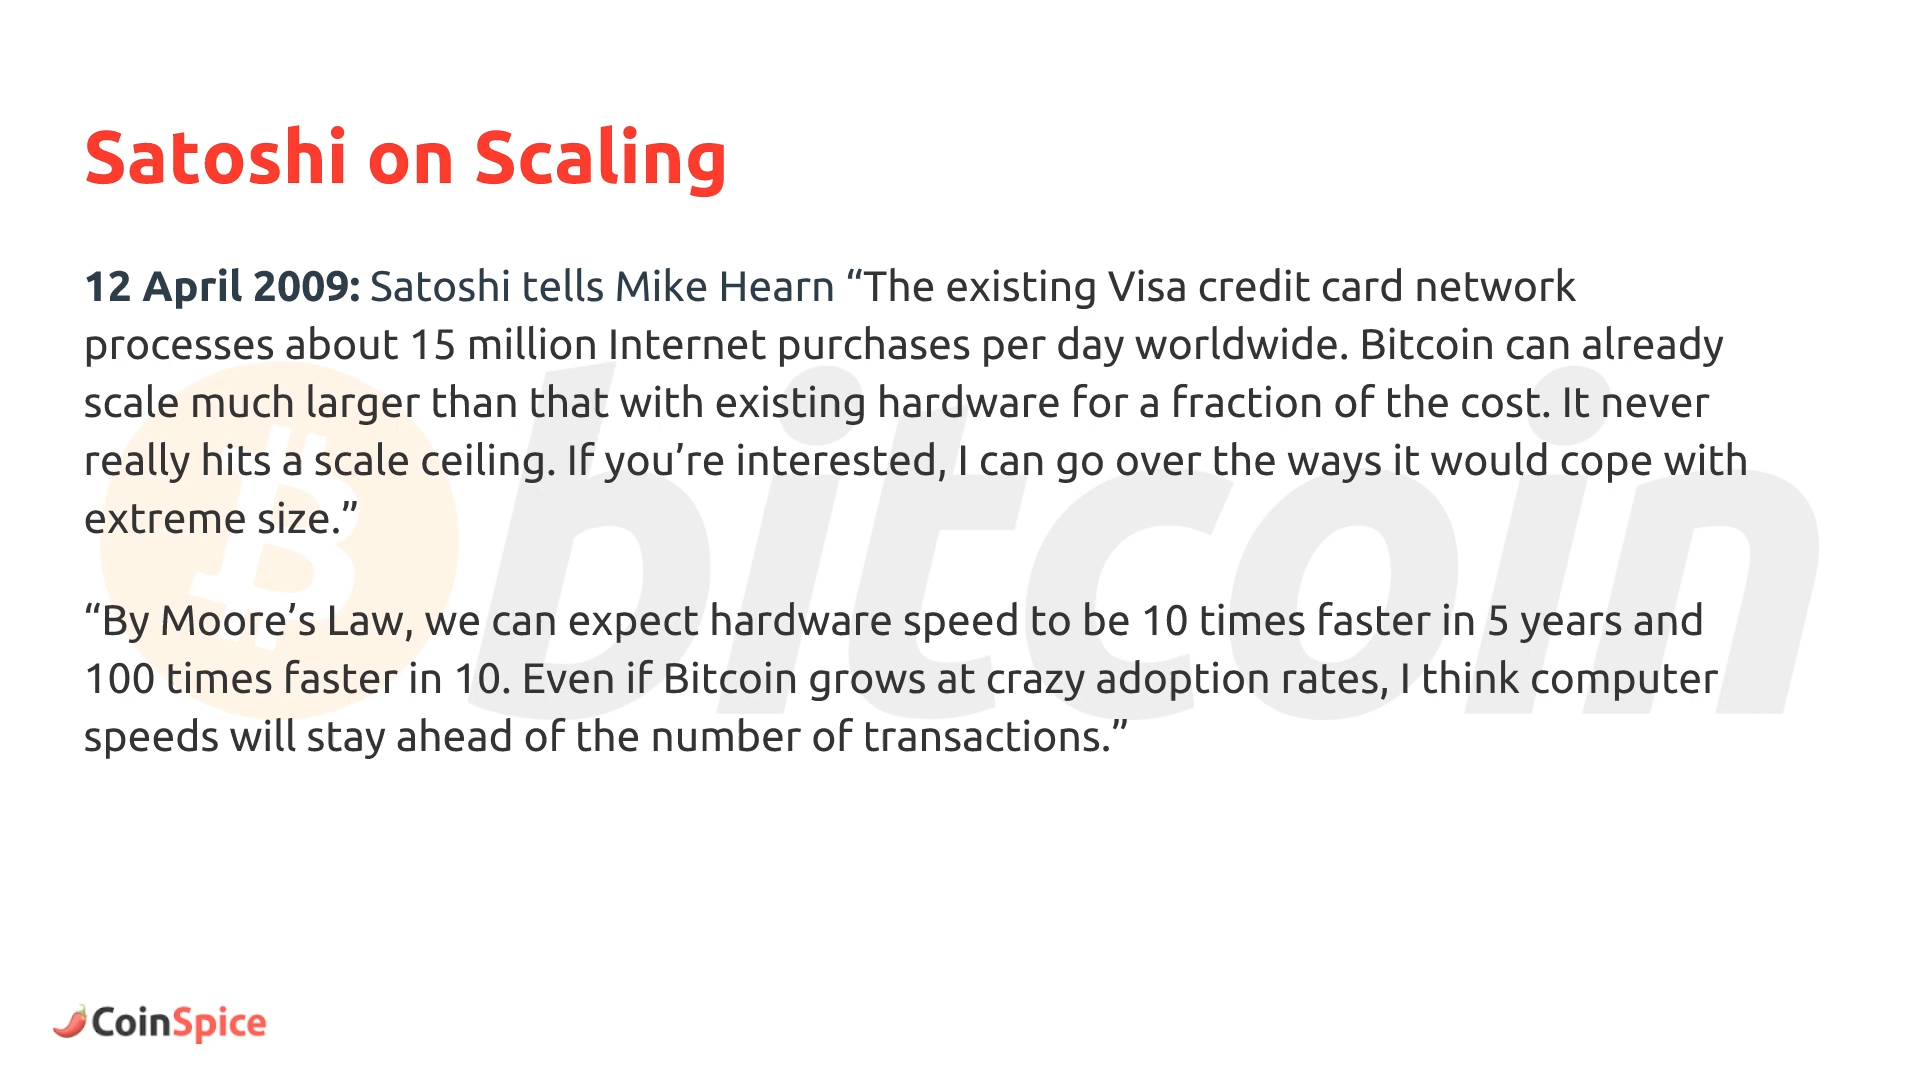 Satoshi on Scaling
12 April 2009: Satoshi tells Mike Hearn “The existing Visa credit card network
processes about 15 million Internet purchases per day worldwide. Bitcoin can already
scale much larger than that with existing hardware for a fraction of the cost. It never
really hits a scale ceiling. If you’re interested, I can go over the ways it would cope with
extreme size.”
bitcoin
“By Moore’s Law, we can expect hardware speed to be 10 times faster in 5 years and
100 times faster in 10. Even if Bitcoin grows at crazy adoption rates, I think computer
speeds will stay ahead of the number of transactions.”
CoinSpice